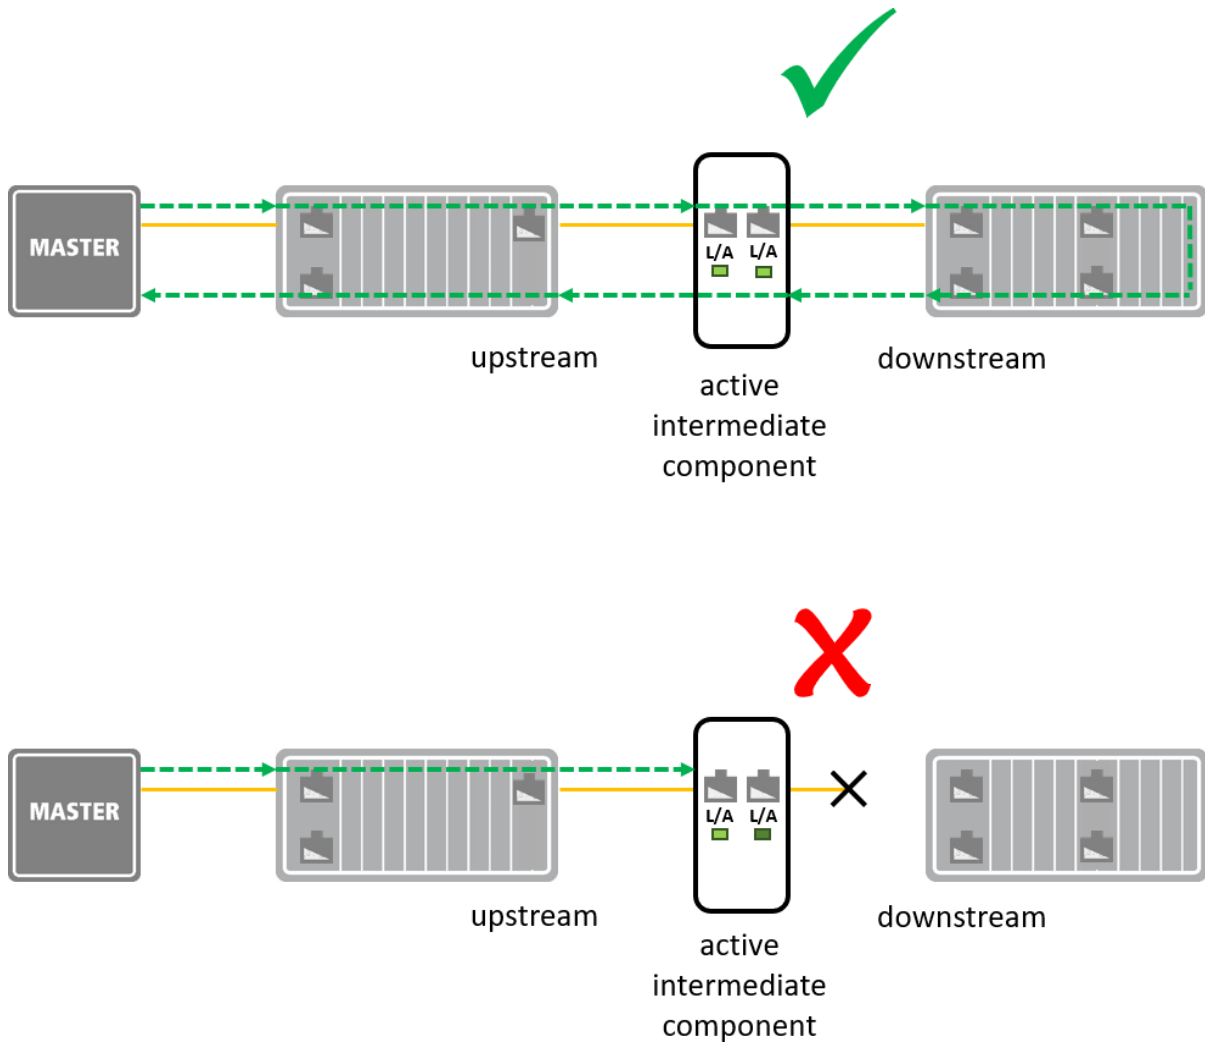 MASTER
L/A L/A
upstream
downstream
active
intermediate
component
MASTER
L/A L/A
upstream
downstream
active
intermediate
component